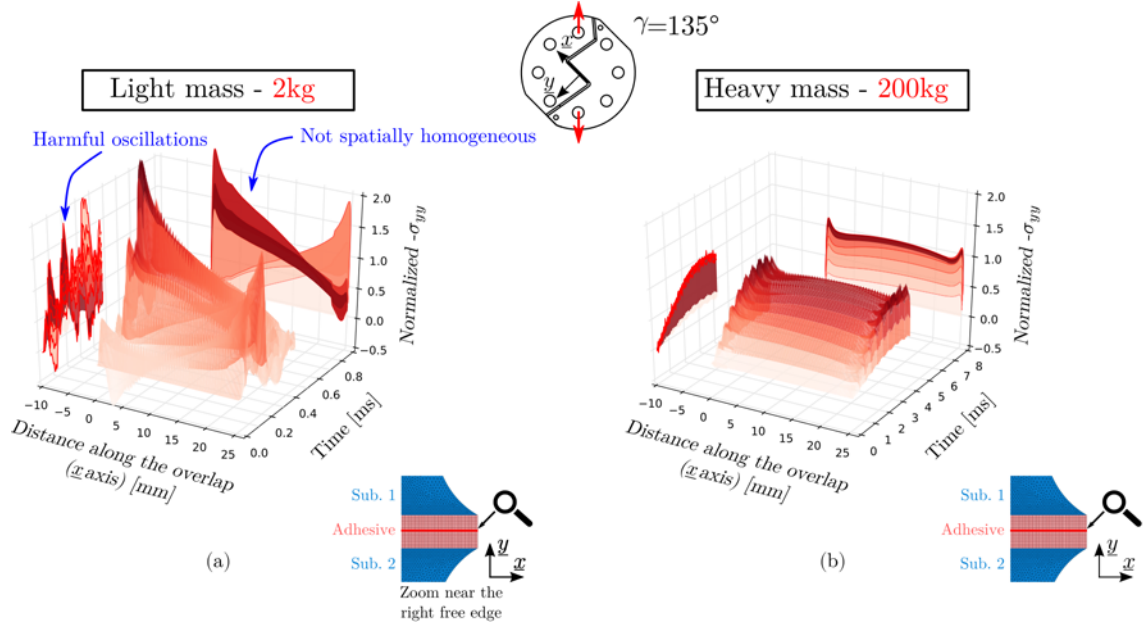 γ=135°
x
y
Light mass - 2kg
Heavy mass - 200kg
Harmful oscillations
Not spatially homogeneous
2.0
1.5
1.0
0.5
0.0
−0.5
Normalized -σyy
−10
−5
0
5
10
15
20
25
Distance along the overlap
(x axis) [mm]
0.0
0.2
0.4
0.6
0.8
Time [ms]
2.0
1.5
1.0
0.5
0.0
−0.5
Normalized -σyy
−10
−5
0
5
10
15
20
25
Distance along the overlap
(x axis) [mm]
0
1
2
3
4
5
6
7
8
Time [ms]
(a)
Sub. 1
Adhesive
Sub. 2
y
x
Zoom near the
right free edge
(b)
Sub. 1
Adhesive
Sub. 2
y
x